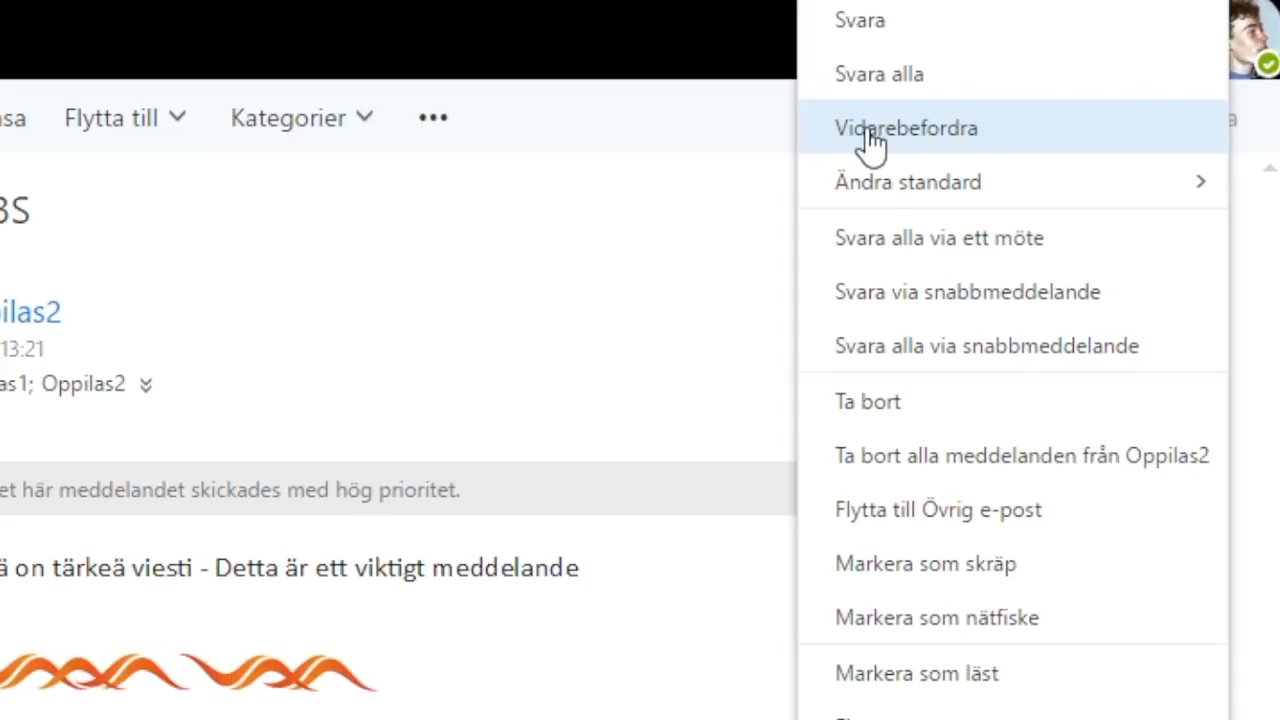 Flytta till
Kategorier
•••
13:21
Oppilas2
här meddelandet skickades med hög prioritet.
on tärkeä viesti - Detta är ett viktigt meddelande
Svara
Svara alla
Vidarebefordra
Ändra standard
Svara alla via ett möte
Svara via snabbmeddelande
Svara alla via snabbmeddelande
Ta bort
Ta bort alla meddelanden från Oppilas2
Flytta till Övrig e-post
Markera som skräp
Markera som nätfiske
Markera som läst